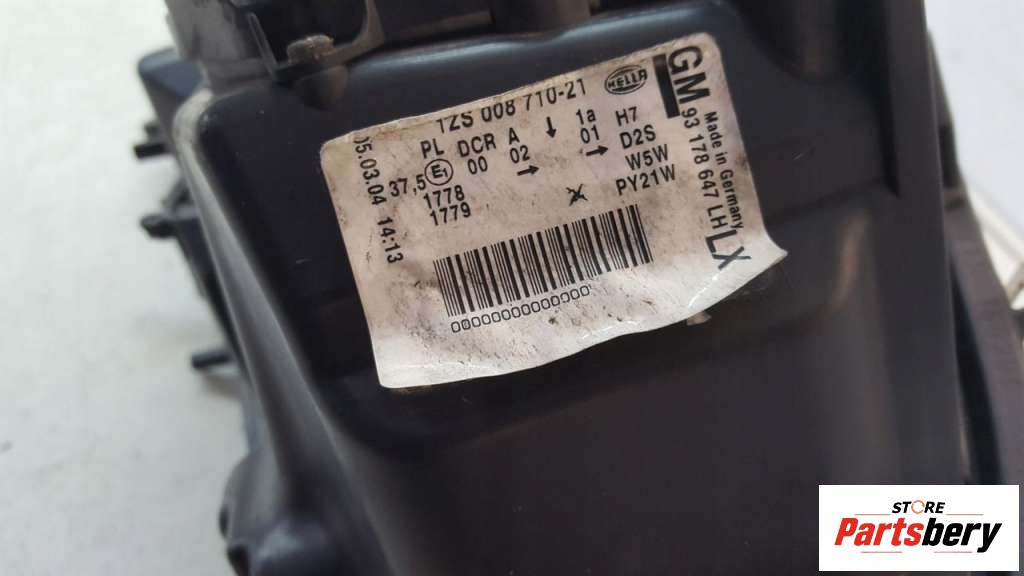 HELLA
1ZS 008 710-21
PL DCR A ↓ 1a H7
37,5 E1 00 02 → 01 → D2S
1778 W5W
1779 PY21W
05.03.04 14:13
0000000000000
GM 93 178 647 LH LX
Made in Germany
STORE
Partsbery